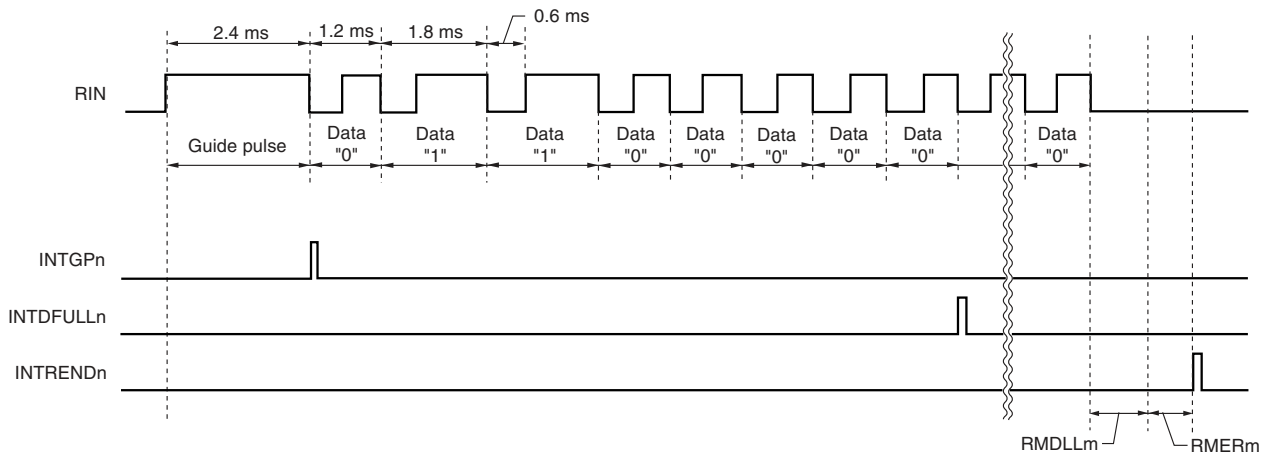 2.4 ms
1.2 ms
1.8 ms
0.6 ms
RIN
Guide pulse
Data
"0"
Data
"1"
Data
"1"
Data
"0"
Data
"0"
Data
"0"
Data
"0"
Data
"0"
Data
"0"
INTGPn
INTDFULLn
INTRENDn
RMDLLm
RMERm